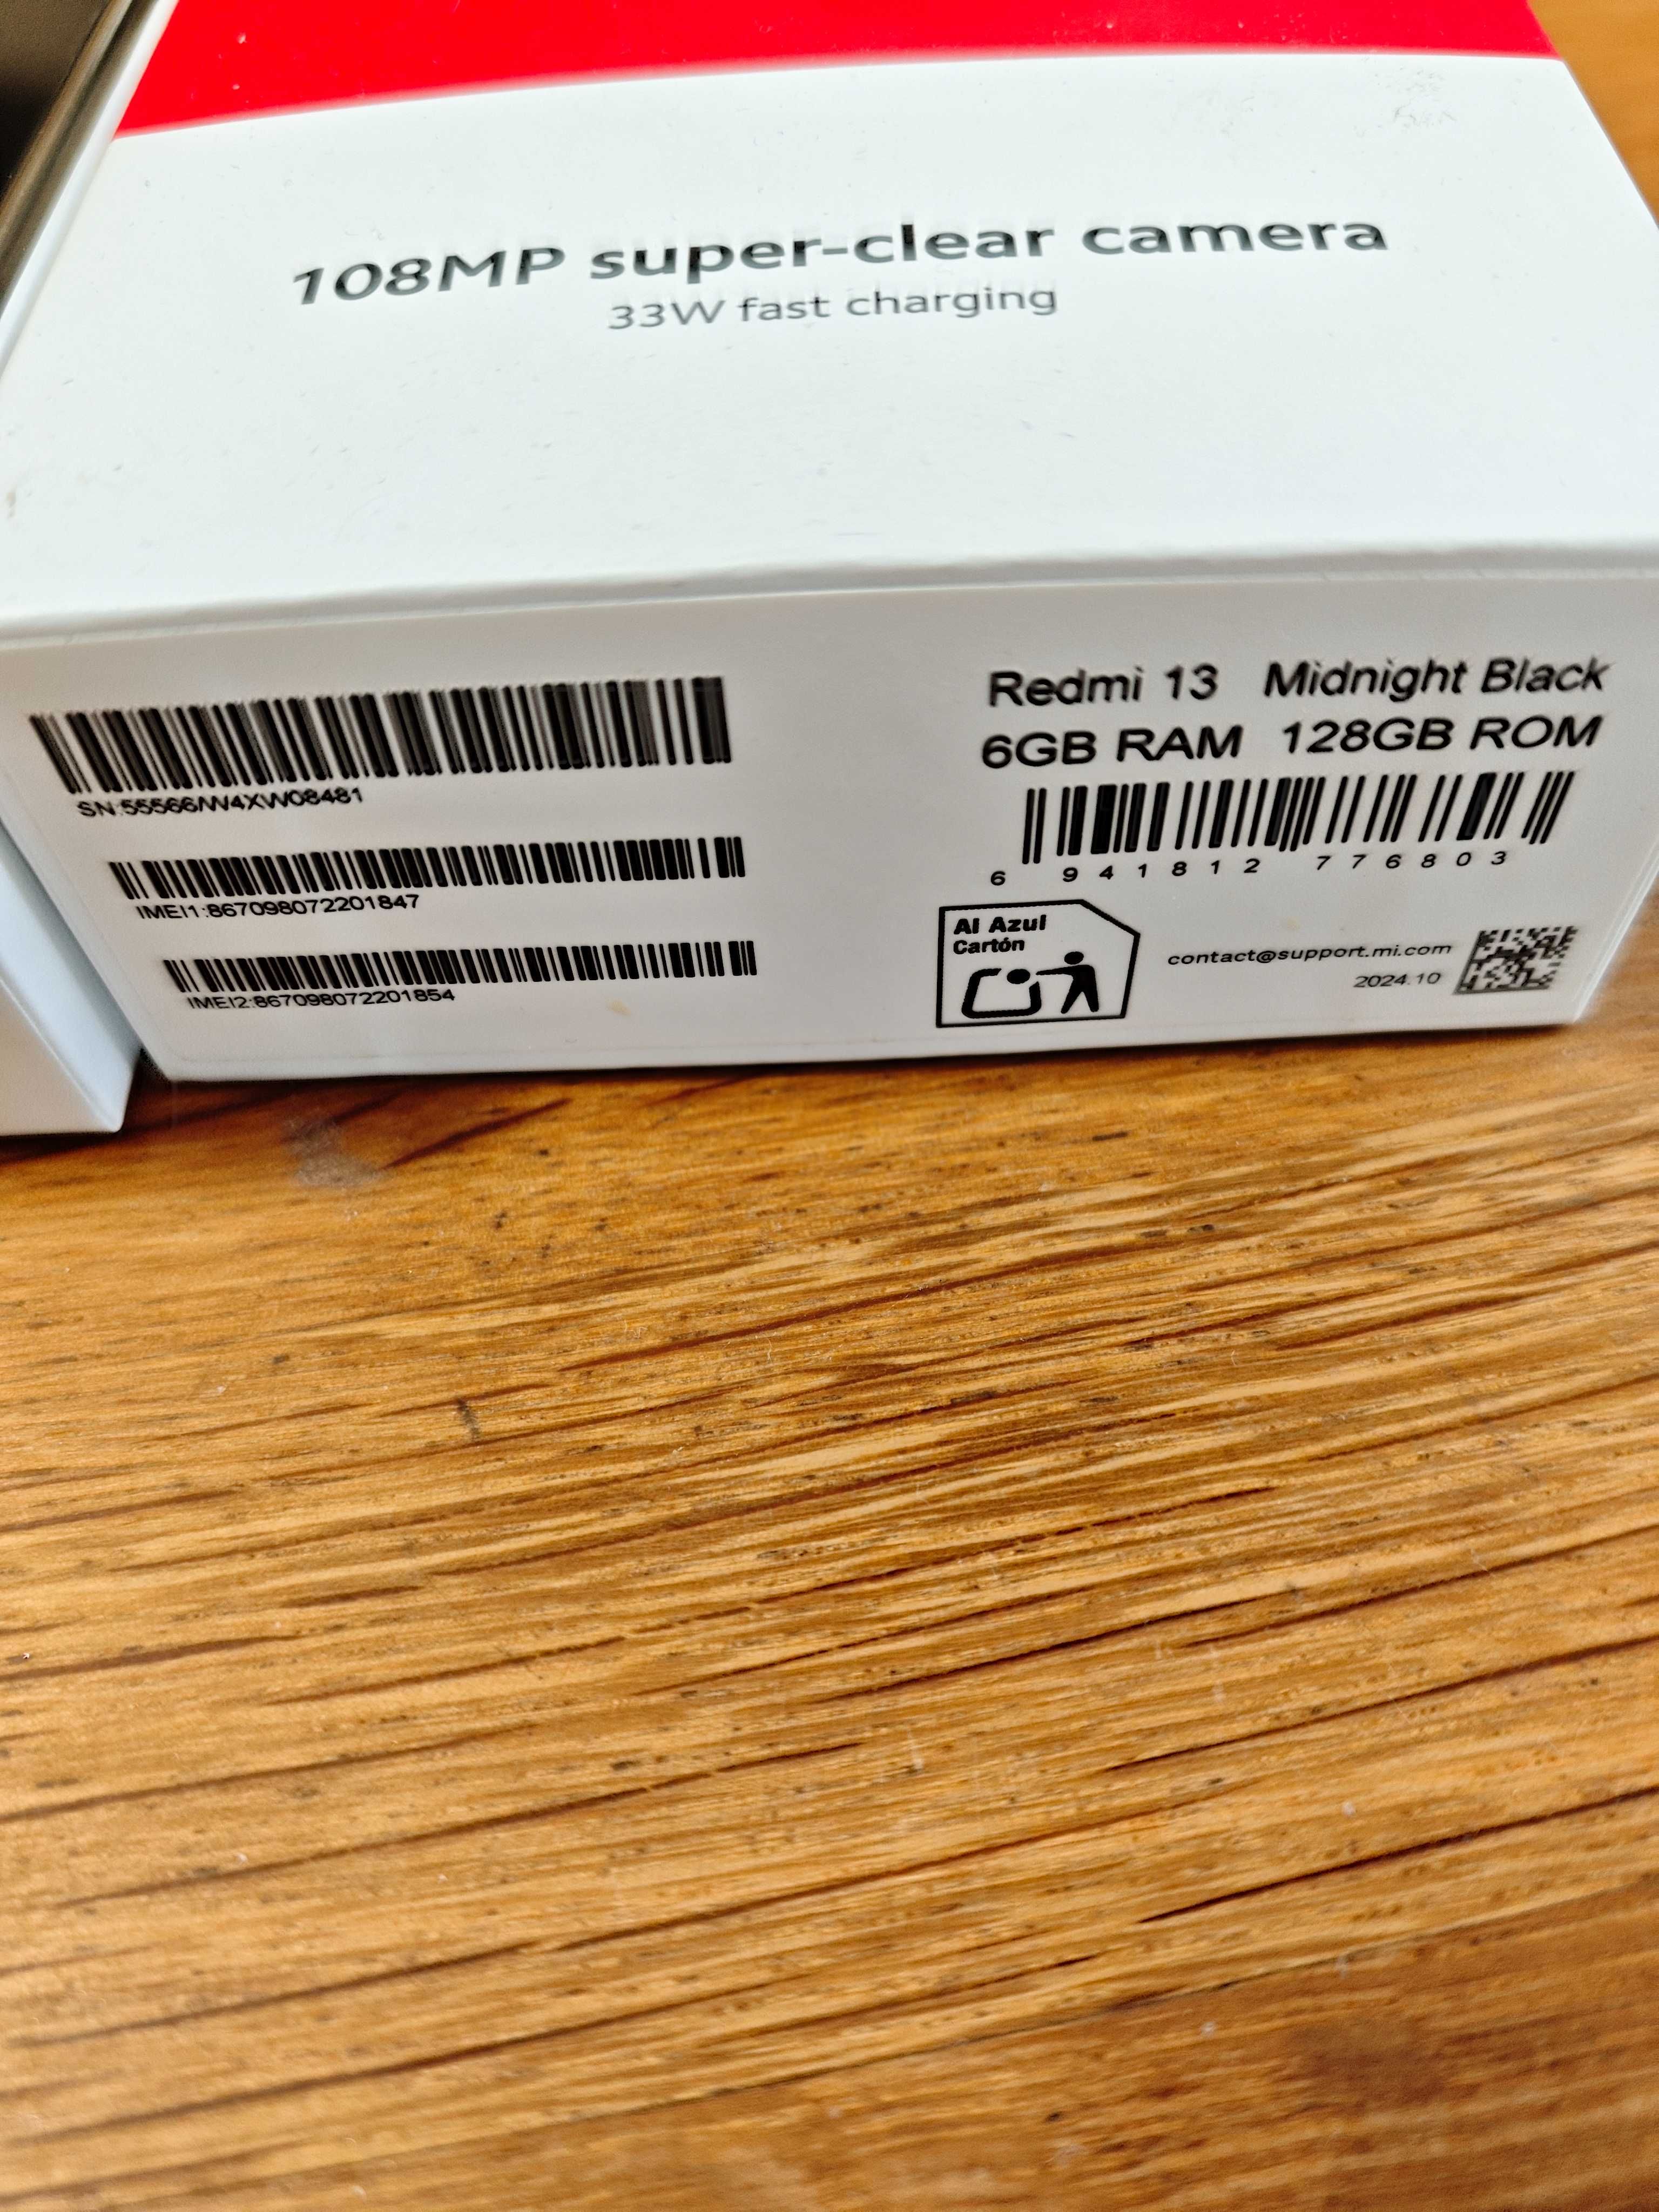 108MP super-clear camera
33W fast charging
SN:55566/W4XW08481
IMEI1:867098072201847
IMEI2:867098072201854
Redmi 13 Midnight Black
6GB RAM 128GB ROM
6 941812 776803
Al Azul
Cartón
contact@support.mi.com
2024.10